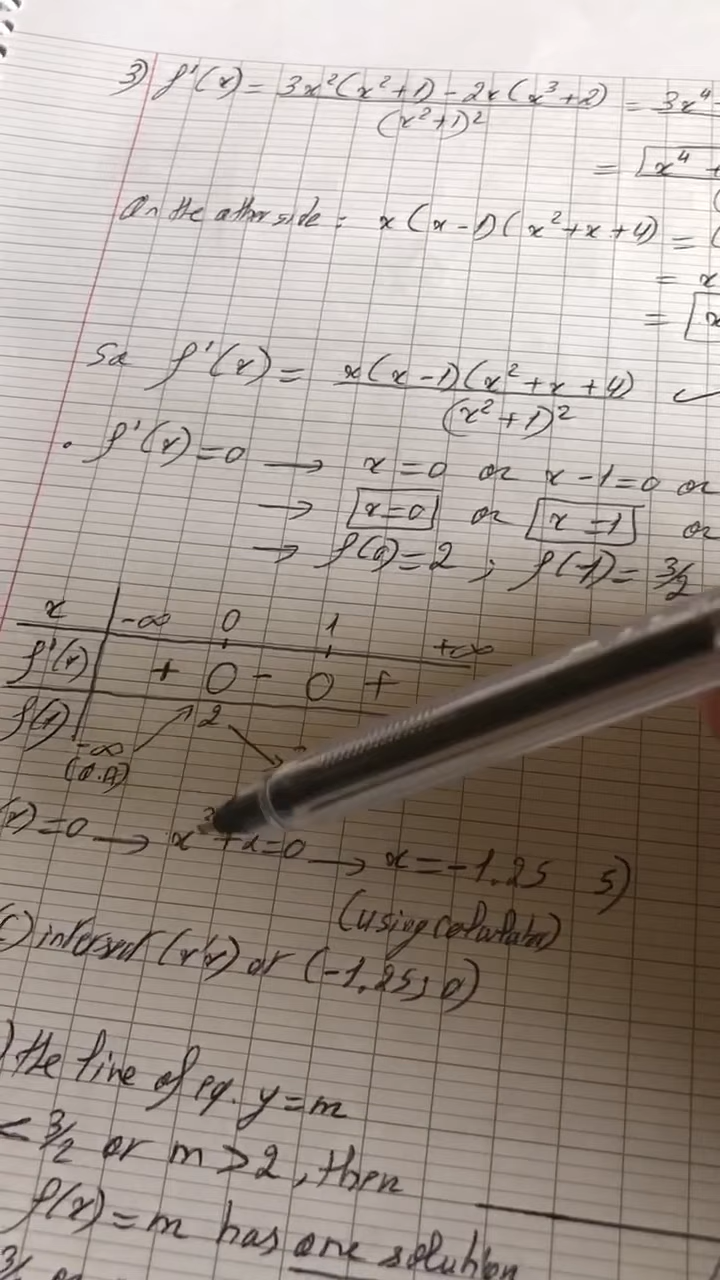 3) f'(x) = 3x²(x²+1) - 2x(x³+2) / (x²+1)² = 3x⁴
= x⁴ +
On the other side: x(x-1)(x²+x+4) =
= x
=
So f'(x) = x(x-1)(x²+x+4) / (x²+1)² ✓
• f'(x)=0 → x=0 or x-1=0 or
→ x=0 or x=1 or
→ f(0)=2 ; f(1)=3/2
x -∞ 0 1 +∞
f'(x) + 0 - 0 +
f(x) -∞ ↗ 2 ↘
(x)=0 → x³+2=0 → x=-1.25 5)
(using calculator)
(C) intersect (x'x) at (-1.25; 0)
) the line of eq. y=m
< 3/2 or m>2, then
f(x)=m has one solution